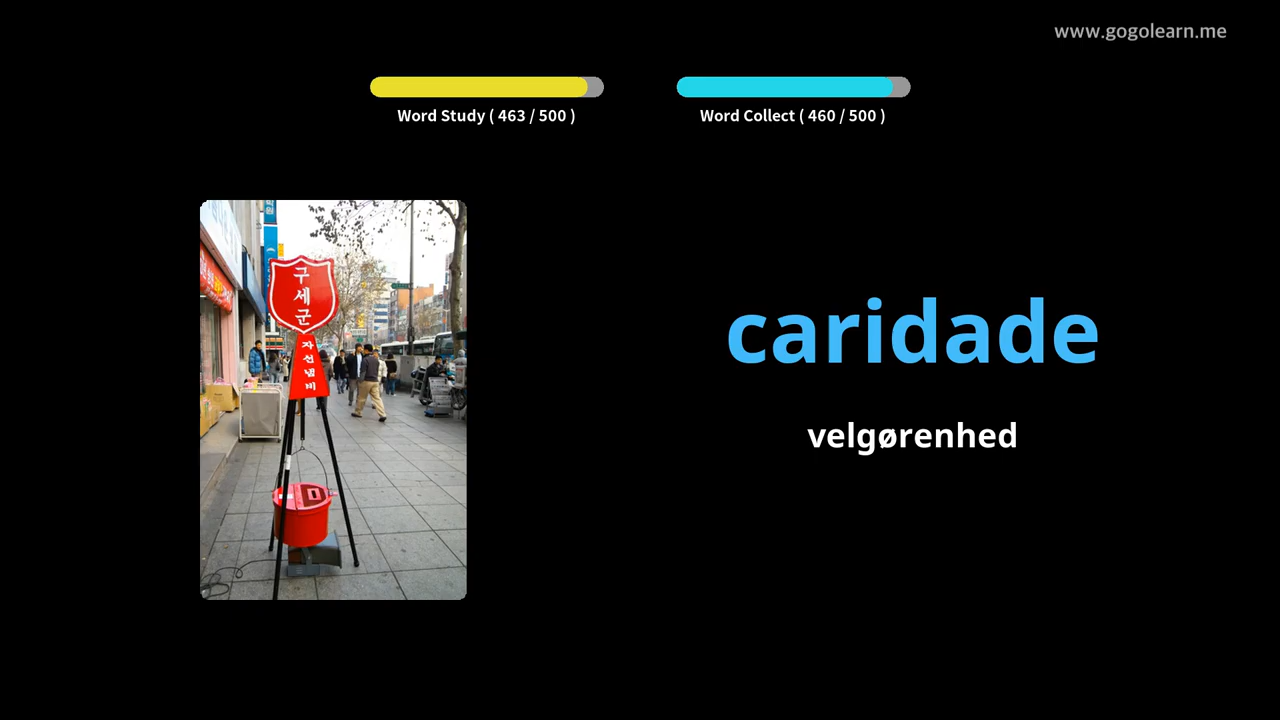 www.gogolearn.me
Word Study ( 463 / 500 )
Word Collect ( 460 / 500 )
구
세
군
자
선
냄
비
caridade
velgørenhed